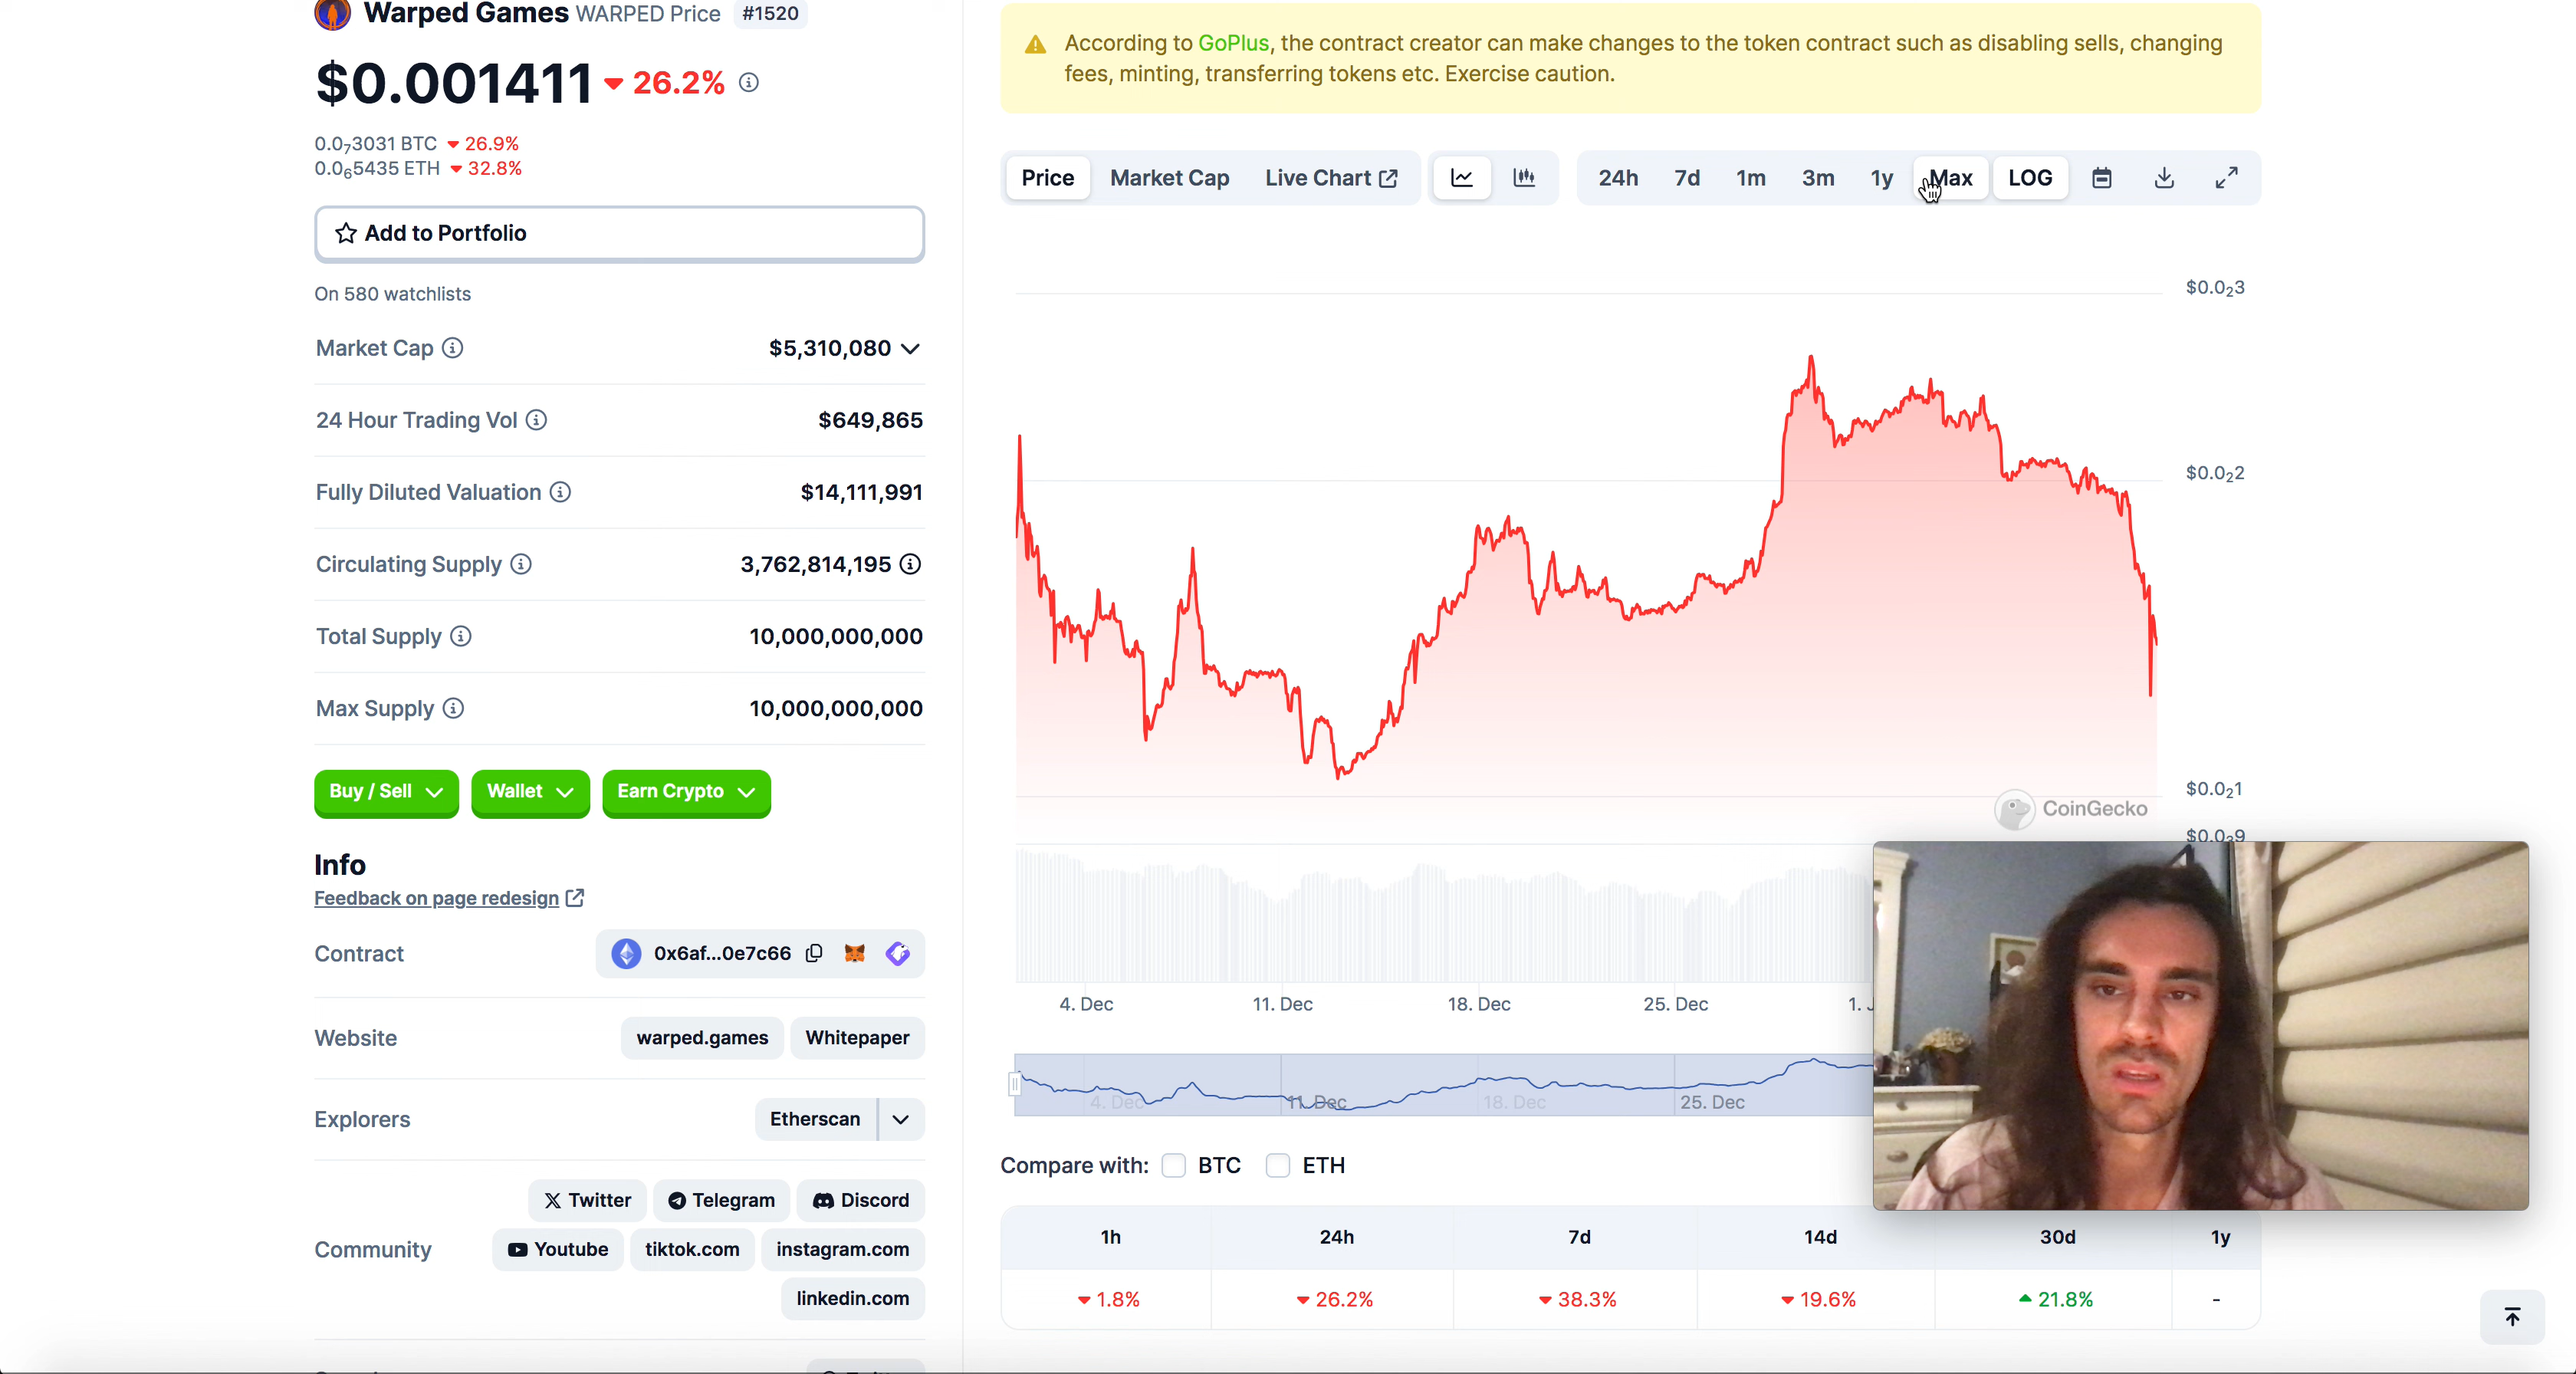 Warped Games WARPED Price #1520
$0.001411 26.2%
0.0₇3031 BTC 26.9%
0.0₆5435 ETH 32.8%
Add to Portfolio
On 580 watchlists
Market Cap $5,310,080
24 Hour Trading Vol $649,865
Fully Diluted Valuation $14,111,991
Circulating Supply 3,762,814,195
Total Supply 10,000,000,000
Max Supply 10,000,000,000
Buy / Sell Wallet Earn Crypto
Info
Feedback on page redesign
Contract 0x6af...0e7c66
Website warped.games Whitepaper
Explorers Etherscan
Twitter Telegram Discord
Community Youtube tiktok.com instagram.com
linkedin.com
According to GoPlus, the contract creator can make changes to the token contract such as disabling sells, changing
fees, minting, transferring tokens etc. Exercise caution.
Price Market Cap Live Chart 24h 7d 1m 3m 1y Max LOG
$0.0₂3
$0.0₂2
$0.0₂1
CoinGecko
$0.0₃9
4. Dec 11. Dec 18. Dec 25. Dec 1.
4. Dec 11. Dec 18. Dec 25. Dec
Compare with: BTC ETH
1h 24h 7d 14d 30d 1y
1.8% 26.2% 38.3% 19.6% 21.8% -